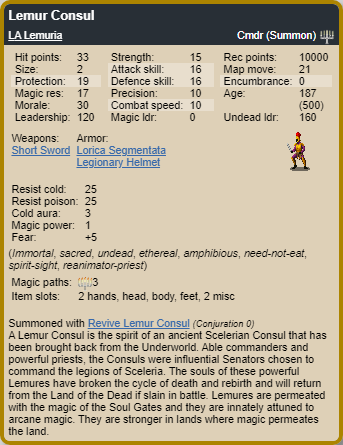 Lemur Consul
LA Lemuria Cmdr (Summon)
Hit points: 33 Strength: 15 Rec points: 10000
Size: 2 Attack skill: 16 Map move: 21
Protection: 19 Defence skill: 16 Encumbrance: 0
Magic res: 17 Precision: 10 Age: 187
Morale: 30 Combat speed: 10 (500)
Leadership: 120 Magic ldr: 0 Undead ldr: 160
Weapons: Armor:
Short Sword Lorica Segmentata
Legionary Helmet
Resist cold: 25
Resist poison: 25
Cold aura: 3
Magic power: 1
Fear: +5
(Immortal, sacred, undead, ethereal, amphibious, need-not-eat,
spirit-sight, reanimator-priest)
Magic paths: 3
Item slots: 2 hands, head, body, feet, 2 misc
Summoned with Revive Lemur Consul (Conjuration 0)
A Lemur Consul is the spirit of an ancient Scelerian Consul that has
been brought back from the Underworld. Able commanders and
powerful priests, the Consuls were influential Senators chosen to
command the legions of Sceleria. The souls of these powerful
Lemures have broken the cycle of death and rebirth and will return
from the Land of the Dead if slain in battle. Lemures are permeated
with the magic of the Soul Gates and they are innately attuned to
arcane magic. They are stronger in lands where magic permeates
the land.